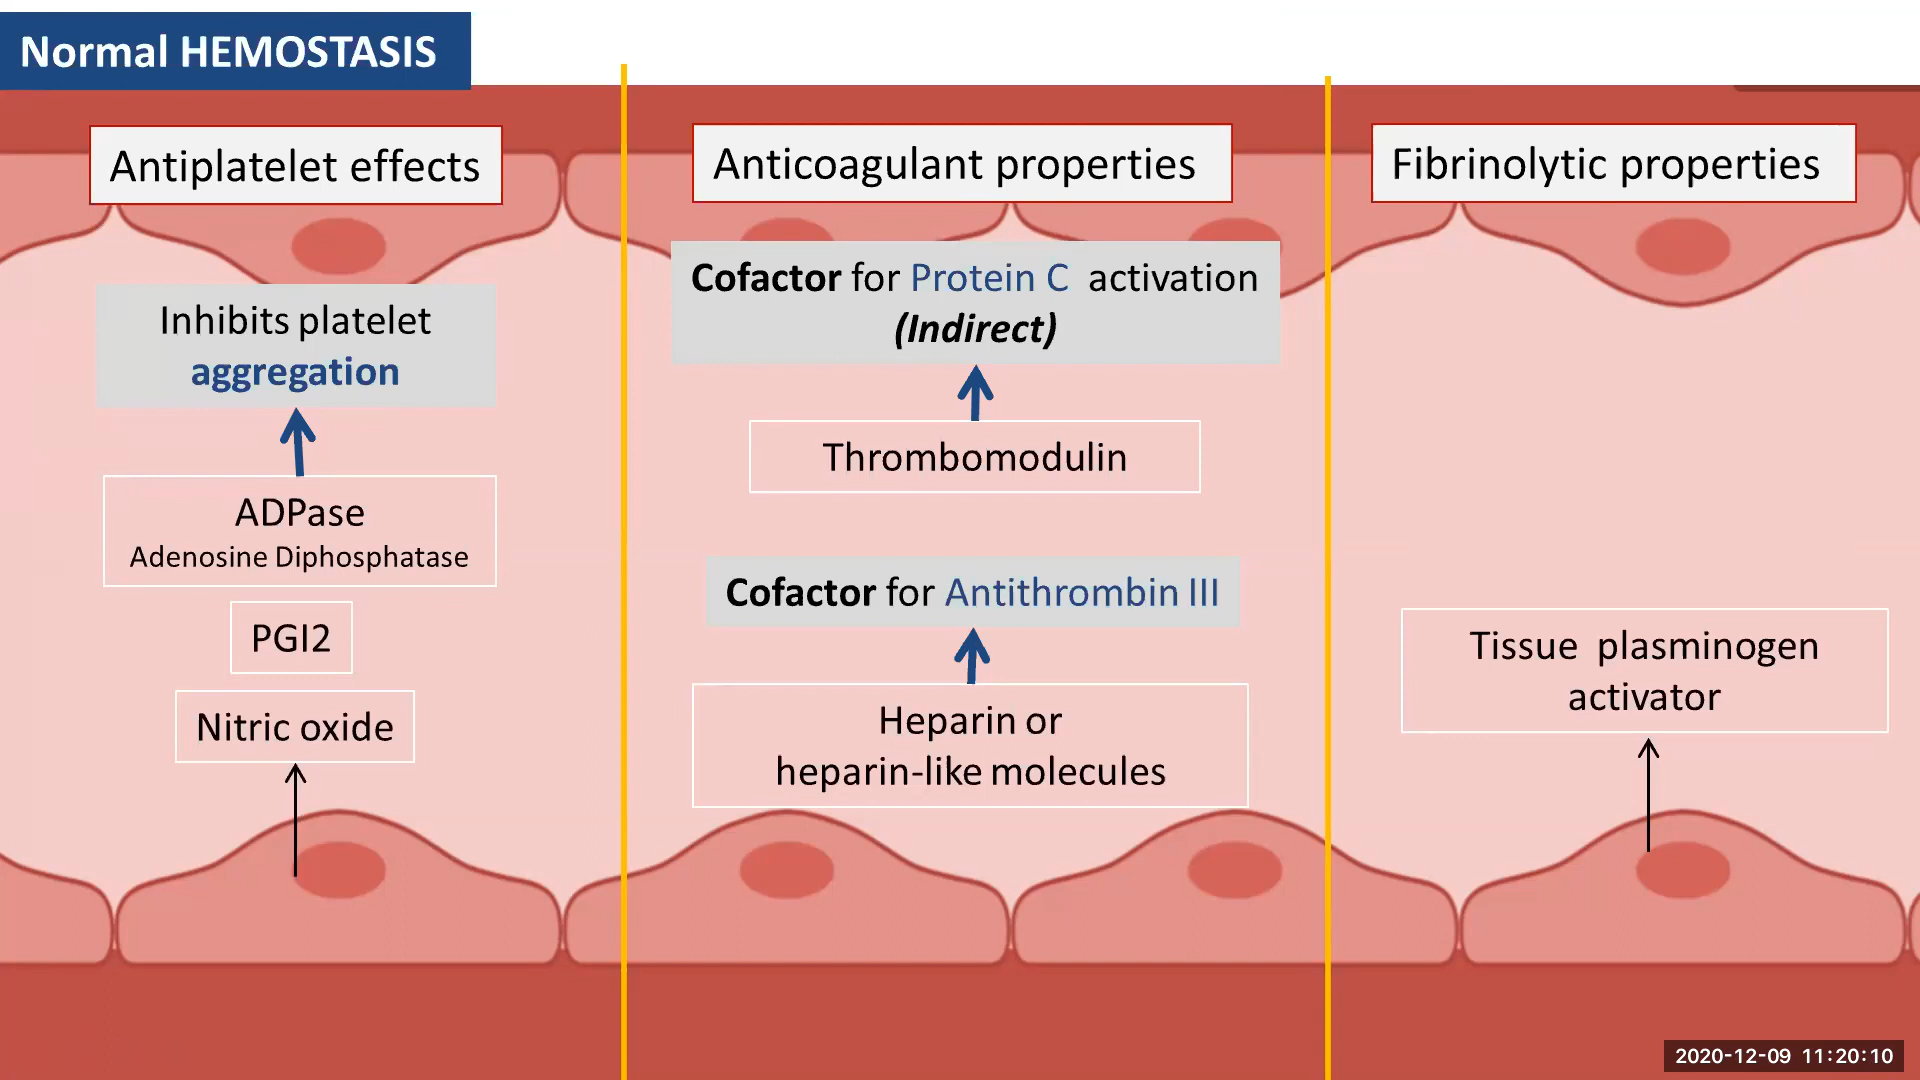 Normal HEMOSTASIS
Antiplatelet effects
Inhibits platelet
aggregation
ADPase
Adenosine Diphosphatase
PGI2
Nitric oxide
Anticoagulant properties
Cofactor for Protein C activation
(Indirect)
Thrombomodulin
Cofactor for Antithrombin III
Heparin or
heparin-like molecules
Fibrinolytic properties
Tissue plasminogen
activator
2020-12-09 11:20:10